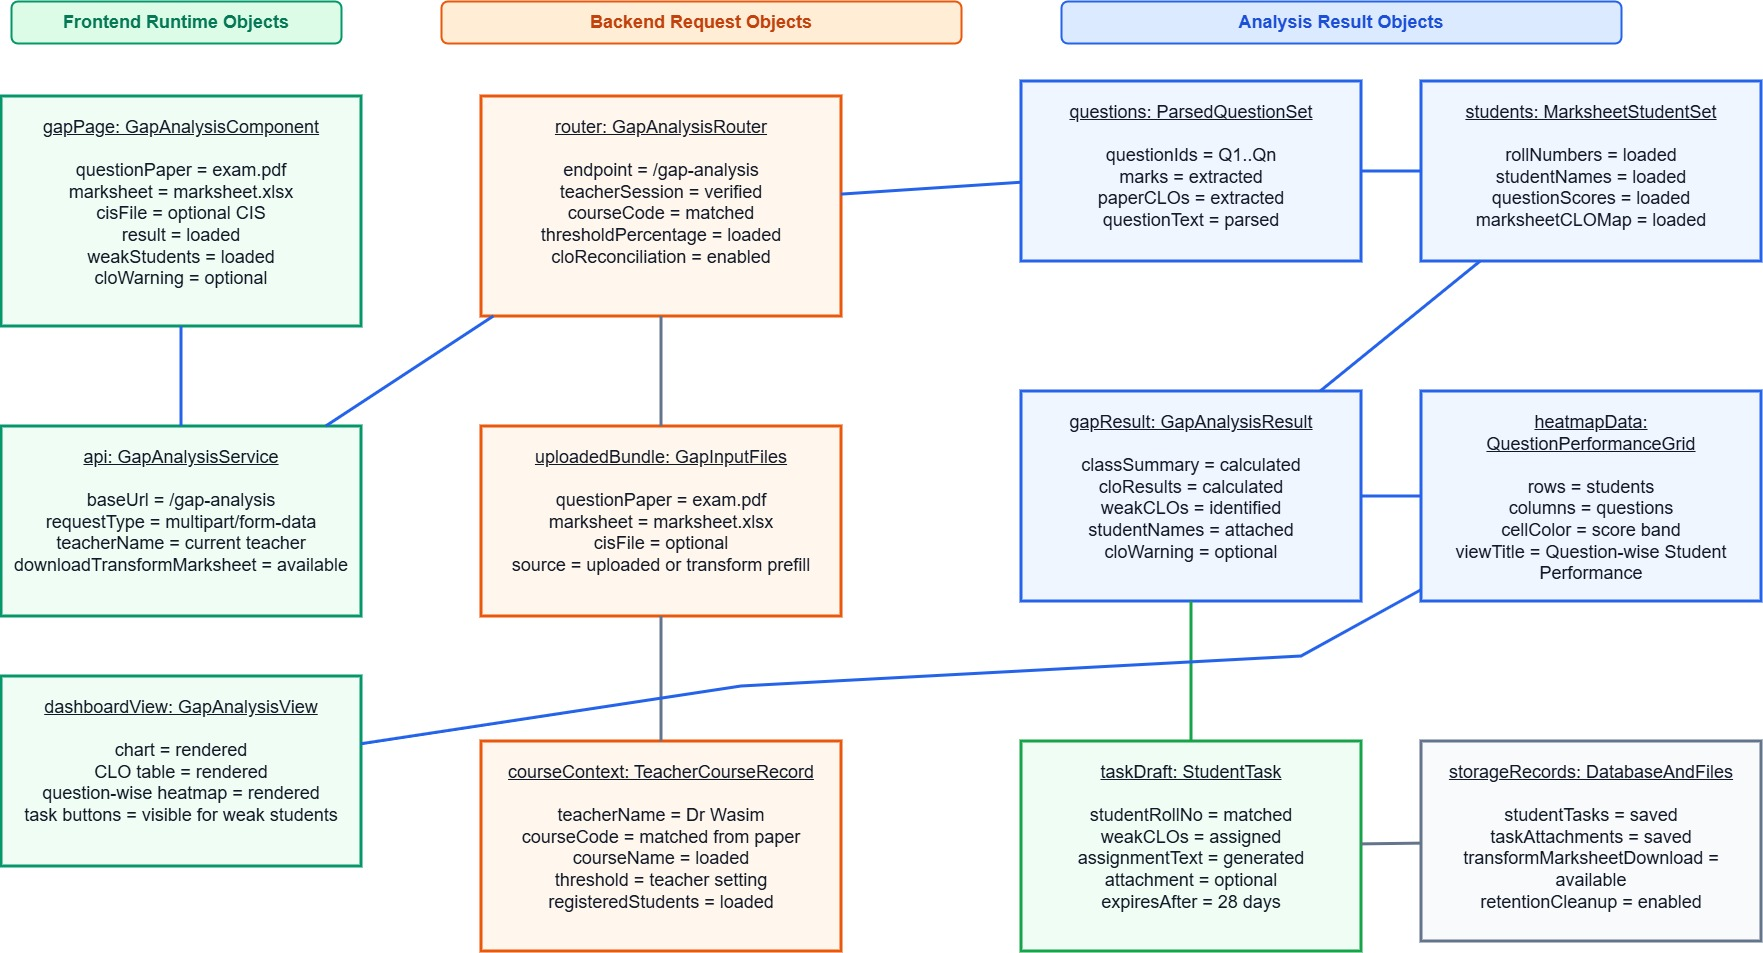 Frontend Runtime Objects
Backend Request Objects
Analysis Result Objects
gapPage: GapAnalysisComponent
questionPaper = exam.pdf
marksheet = marksheet.xlsx
cisFile = optional CIS
result = loaded
weakStudents = loaded
cloWarning = optional
router: GapAnalysisRouter
endpoint = /gap-analysis
teacherSession = verified
courseCode = matched
thresholdPercentage = loaded
cloReconciliation = enabled
questions: ParsedQuestionSet
questionIds = Q1..Qn
marks = extracted
paperCLOs = extracted
questionText = parsed
students: MarksheetStudentSet
rollNumbers = loaded
studentNames = loaded
questionScores = loaded
marksheetCLOMap = loaded
api: GapAnalysisService
baseUrl = /gap-analysis
requestType = multipart/form-data
teacherName = current teacher
downloadTransformMarksheet = available
uploadedBundle: GapInputFiles
questionPaper = exam.pdf
marksheet = marksheet.xlsx
cisFile = optional
source = uploaded or transform prefill
gapResult: GapAnalysisResult
classSummary = calculated
cloResults = calculated
weakCLOs = identified
studentNames = attached
cloWarning = optional
heatmapData:
QuestionPerformanceGrid
rows = students
columns = questions
cellColor = score band
viewTitle = Question-wise Student
Performance
dashboardView: GapAnalysisView
chart = rendered
CLO table = rendered
question-wise heatmap = rendered
task buttons = visible for weak students
courseContext: TeacherCourseRecord
teacherName = Dr Wasim
courseCode = matched from paper
courseName = loaded
threshold = teacher setting
registeredStudents = loaded
taskDraft: StudentTask
studentRollNo = matched
weakCLOs = assigned
assignmentText = generated
attachment = optional
expiresAfter = 28 days
storageRecords: DatabaseAndFiles
studentTasks = saved
taskAttachments = saved
transformMarksheetDownload =
available
retentionCleanup = enabled